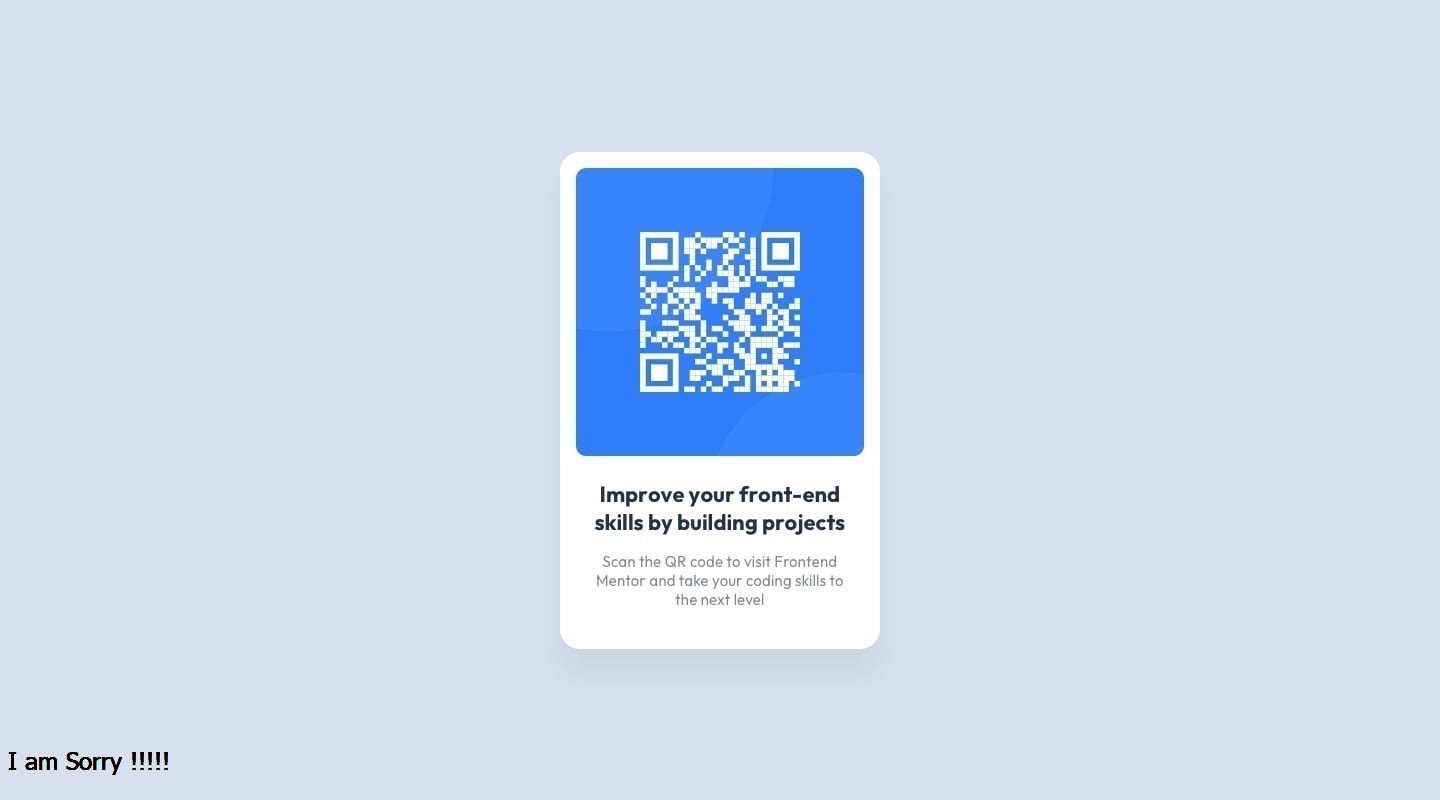 Improve your front-end
skills by building projects
Scan the QR code to visit Frontend
Mentor and take your coding skills to
the next level
I am Sorry !!!!!